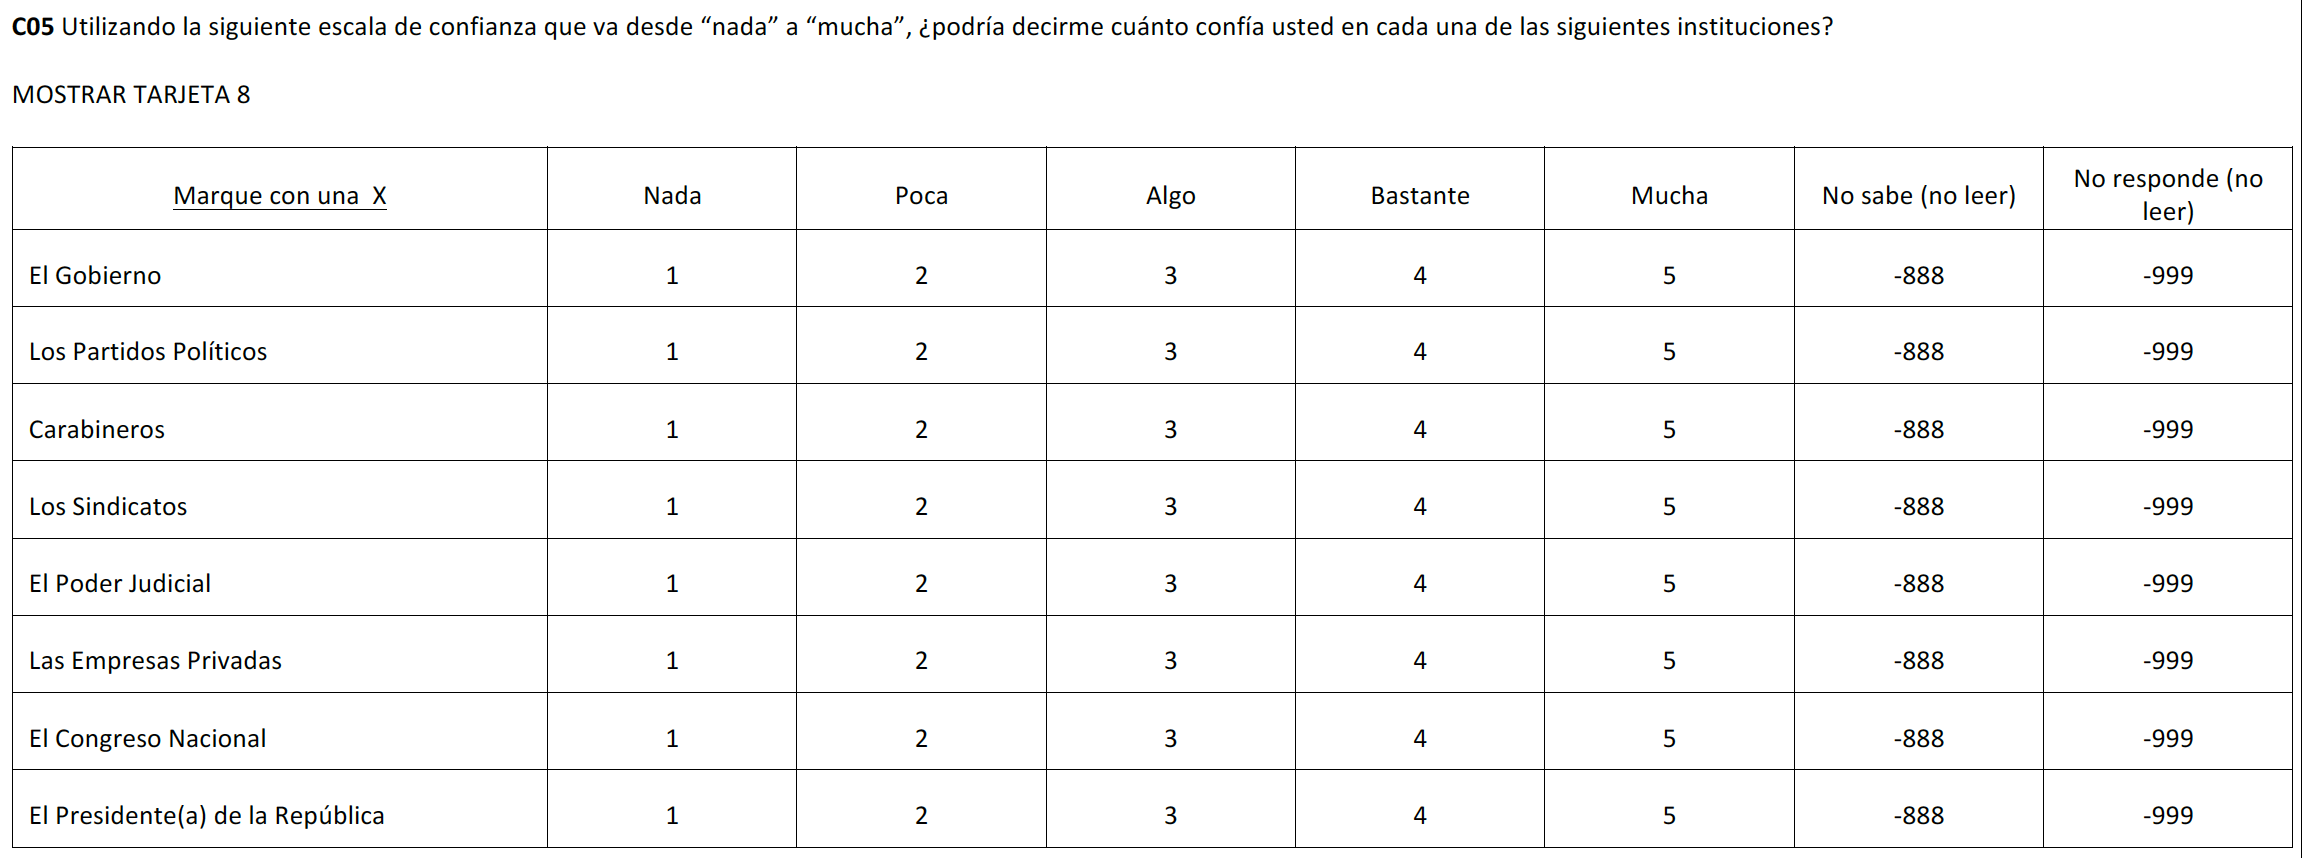 C05 Utilizando la siguiente escala de confianza que va desde “nada” a “mucha”, ¿podría decirme cuánto confía usted en cada una de las siguientes instituciones?
MOSTRAR TARJETA 8
Marque con una X Nada Poca Algo Bastante Mucha No sabe (no leer) No responde (no leer)
El Gobierno 1 2 3 4 5 -888 -999
Los Partidos Políticos 1 2 3 4 5 -888 -999
Carabineros 1 2 3 4 5 -888 -999
Los Sindicatos 1 2 3 4 5 -888 -999
El Poder Judicial 1 2 3 4 5 -888 -999
Las Empresas Privadas 1 2 3 4 5 -888 -999
El Congreso Nacional 1 2 3 4 5 -888 -999
El Presidente(a) de la República 1 2 3 4 5 -888 -999